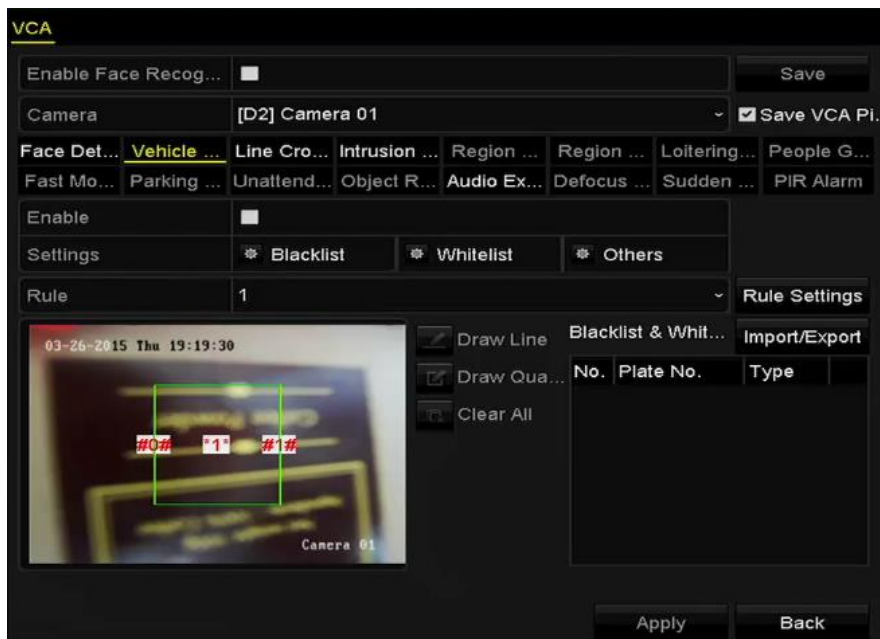 VCA
Enable Face Recog...
Save
Camera [D2] Camera 01
Save VCA Pi.
Face Det... Vehicle ... Line Cro... Intrusion ... Region ... Region ... Loitering... People G...
Fast Mo... Parking ... Unattend... Object R... Audio Ex... Defocus ... Sudden ... PIR Alarm
Enable
Settings Blacklist Whitelist Others
Rule 1 Rule Settings
03-26-2015 Thu 19:19:30
#0# *1* #1#
Camera 01
Draw Line
Draw Qua...
Clear All
Blacklist & Whit... Import/Export
No. Plate No. Type
Apply Back